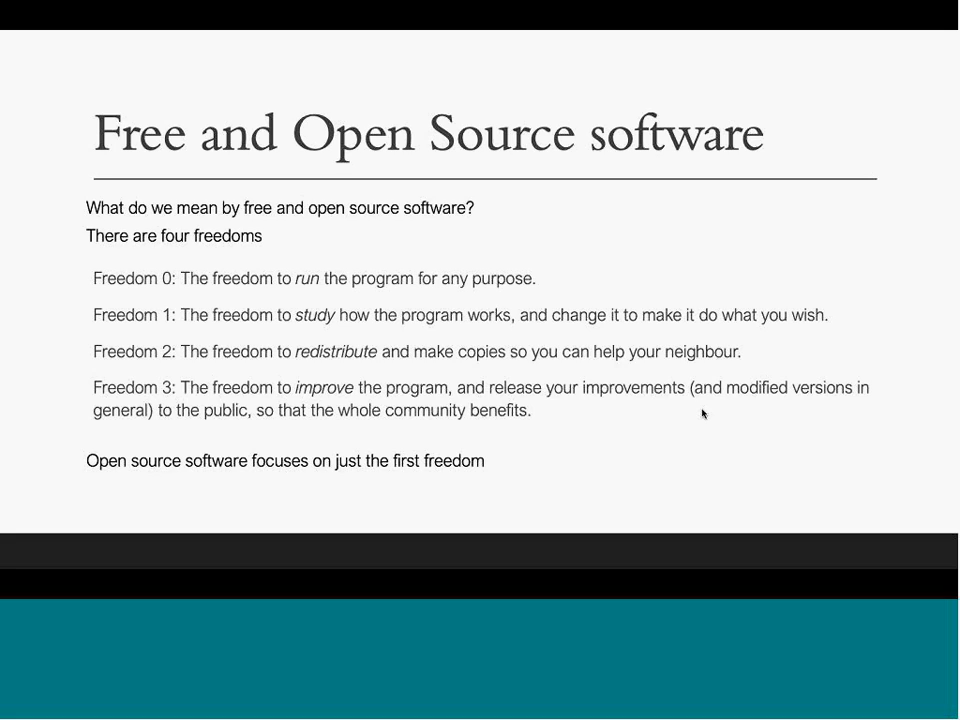 Free and Open Source software
What do we mean by free and open source software?
There are four freedoms
Freedom 0: The freedom to run the program for any purpose.
Freedom 1: The freedom to study how the program works, and change it to make it do what you wish.
Freedom 2: The freedom to redistribute and make copies so you can help your neighbour.
Freedom 3: The freedom to improve the program, and release your improvements (and modified versions in
general) to the public, so that the whole community benefits.
Open source software focuses on just the first freedom